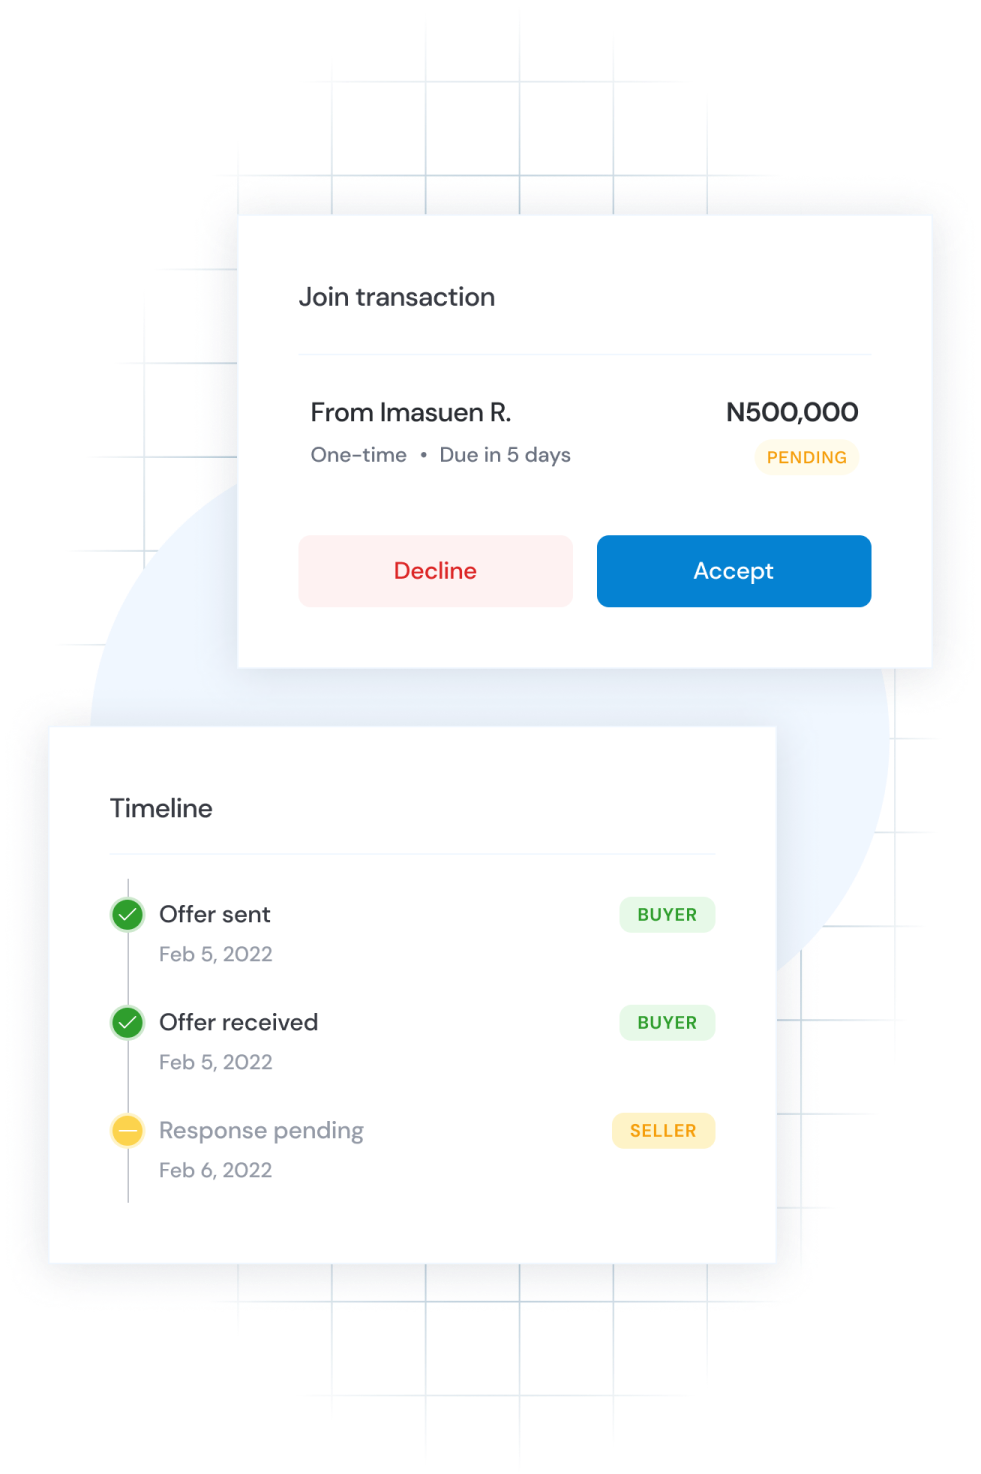 Join transaction
From Imasuen R. N500,000
One-time • Due in 5 days PENDING
Decline Accept
Timeline
Offer sent BUYER
Feb 5, 2022
Offer received BUYER
Feb 5, 2022
Response pending SELLER
Feb 6, 2022